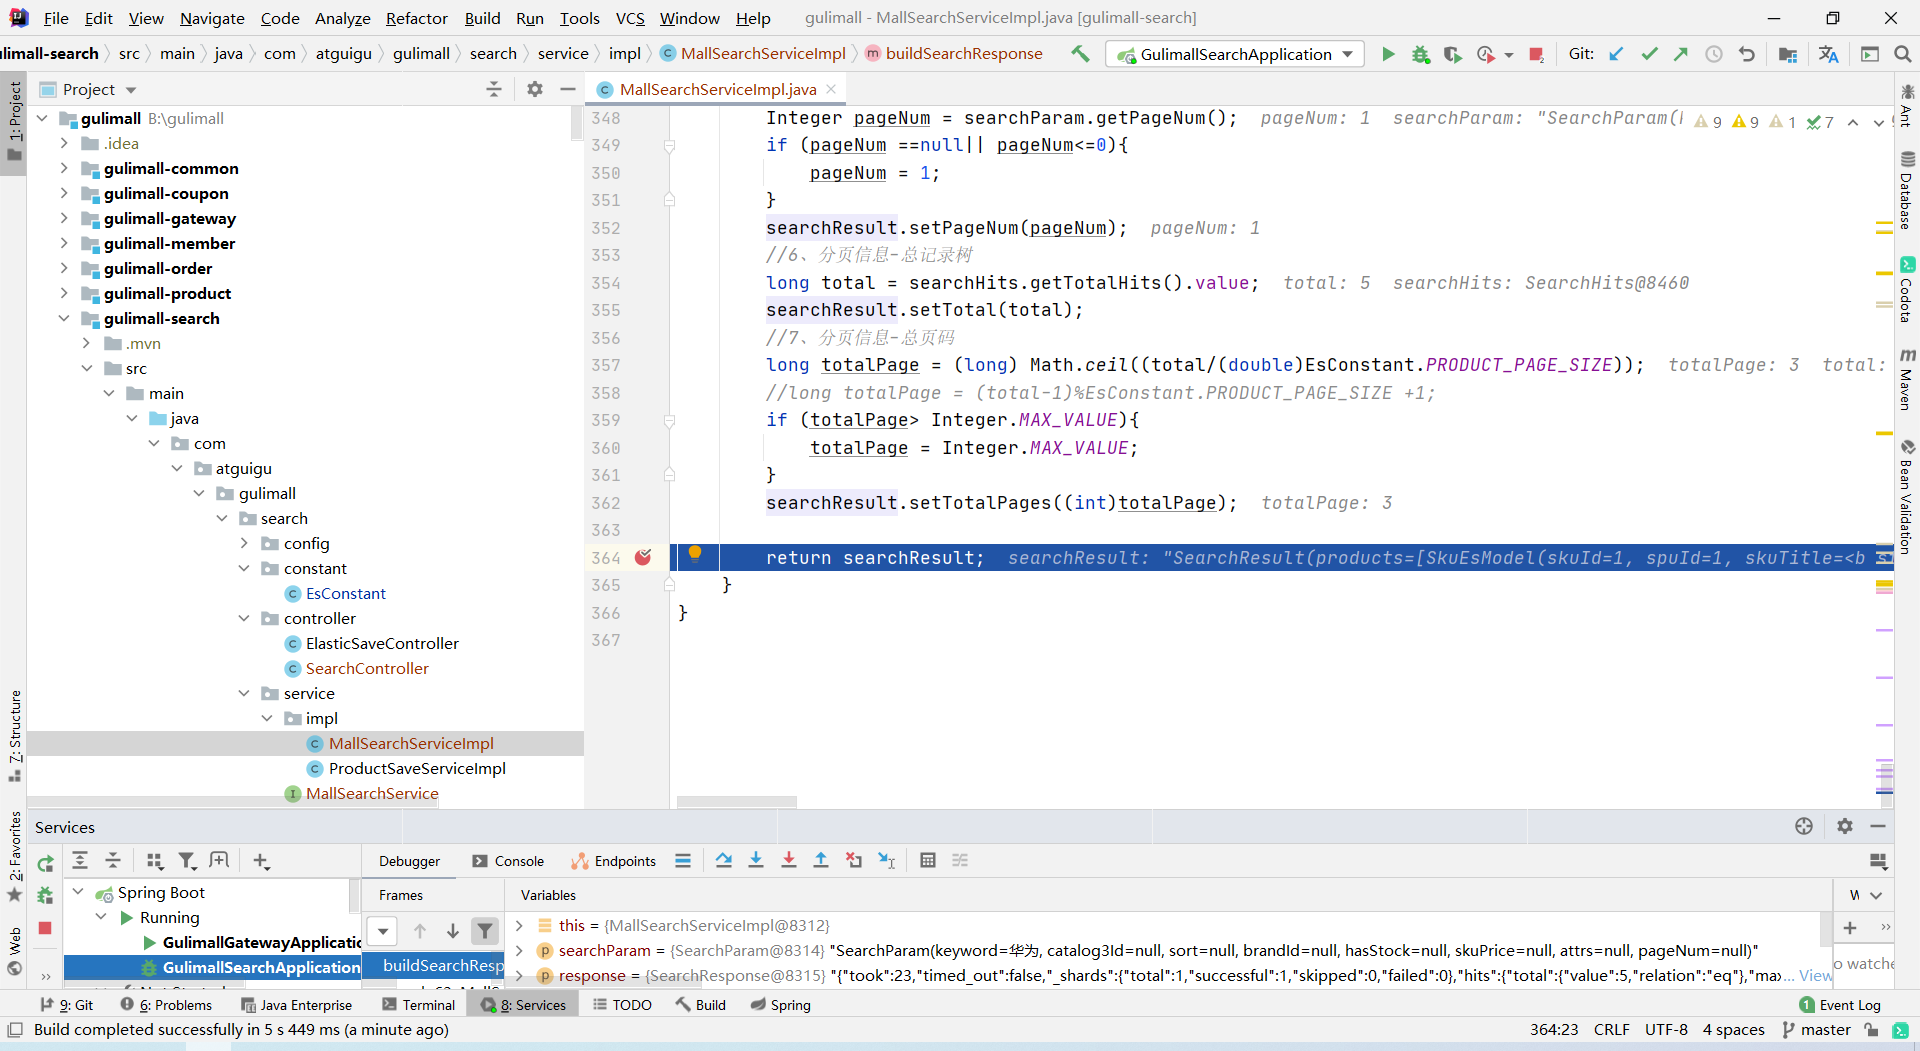 File Edit View Navigate Code Analyze Refactor Build Run Tools VCS Window Help gulimall - MallSearchServiceImpl.java [gulimall-search]
ulimall-search src main java com atguigu gulimall search service impl MallSearchServiceImpl buildSearchResponse GulimallSearchApplication Git:
Project
MallSearchServiceImpl.java
1: Project
7: Structure
2: Favorites
Web
gulimall B:\gulimall
.idea
gulimall-common
gulimall-coupon
gulimall-gateway
gulimall-member
gulimall-order
gulimall-product
gulimall-search
.mvn
src
main
java
com
atguigu
gulimall
search
config
constant
EsConstant
controller
ElasticSaveController
SearchController
service
impl
MallSearchServiceImpl
ProductSaveServiceImpl
MallSearchService
348 Integer pageNum = searchParam.getPageNum(); pageNum: 1 searchParam: "SearchParam( 9 9 1 7
349 if (pageNum ==null|| pageNum<=0){
350 pageNum = 1;
351 }
352 searchResult.setPageNum(pageNum); pageNum: 1
353 //6、分页信息-总记录树
354 long total = searchHits.getTotalHits().value; total: 5 searchHits: SearchHits@8460
355 searchResult.setTotal(total);
356 //7、分页信息-总页码
357 long totalPage = (long) Math.ceil((total/(double)EsConstant.PRODUCT_PAGE_SIZE)); totalPage: 3 total:
358 //long totalPage = (total-1)%EsConstant.PRODUCT_PAGE_SIZE +1;
359 if (totalPage> Integer.MAX_VALUE){
360 totalPage = Integer.MAX_VALUE;
361 }
362 searchResult.setTotalPages((int)totalPage); totalPage: 3
363
364 return searchResult; searchResult: "SearchResult(products=[SkuEsModel(skuId=1, spuId=1, skuTitle=<b
365 }
366 }
367
Ant
Database
Codota
Maven
Bean Validation
Services
Debugger Console Endpoints
Spring Boot
Running
GulimallGatewayApplicatio
GulimallSearchApplication
Frames
buildSearchResp
Variables
this = {MallSearchServiceImpl@8312}
searchParam = {SearchParam@8314} "SearchParam(keyword=华为, catalog3Id=null, sort=null, brandId=null, hasStock=null, skuPrice=null, attrs=null, pageNum=null)"
response = {SearchResponse@8315} "{"took":23,"timed_out":false,"_shards":{"total":1,"successful":1,"skipped":0,"failed":0},"hits":{"total":{"value":5,"relation":"eq"},"max... View
W
o watche
9: Git 6: Problems Java Enterprise Terminal 8: Services TODO Build Spring 1 Event Log
Build completed successfully in 5 s 449 ms (a minute ago) 364:23 CRLF UTF-8 4 spaces master